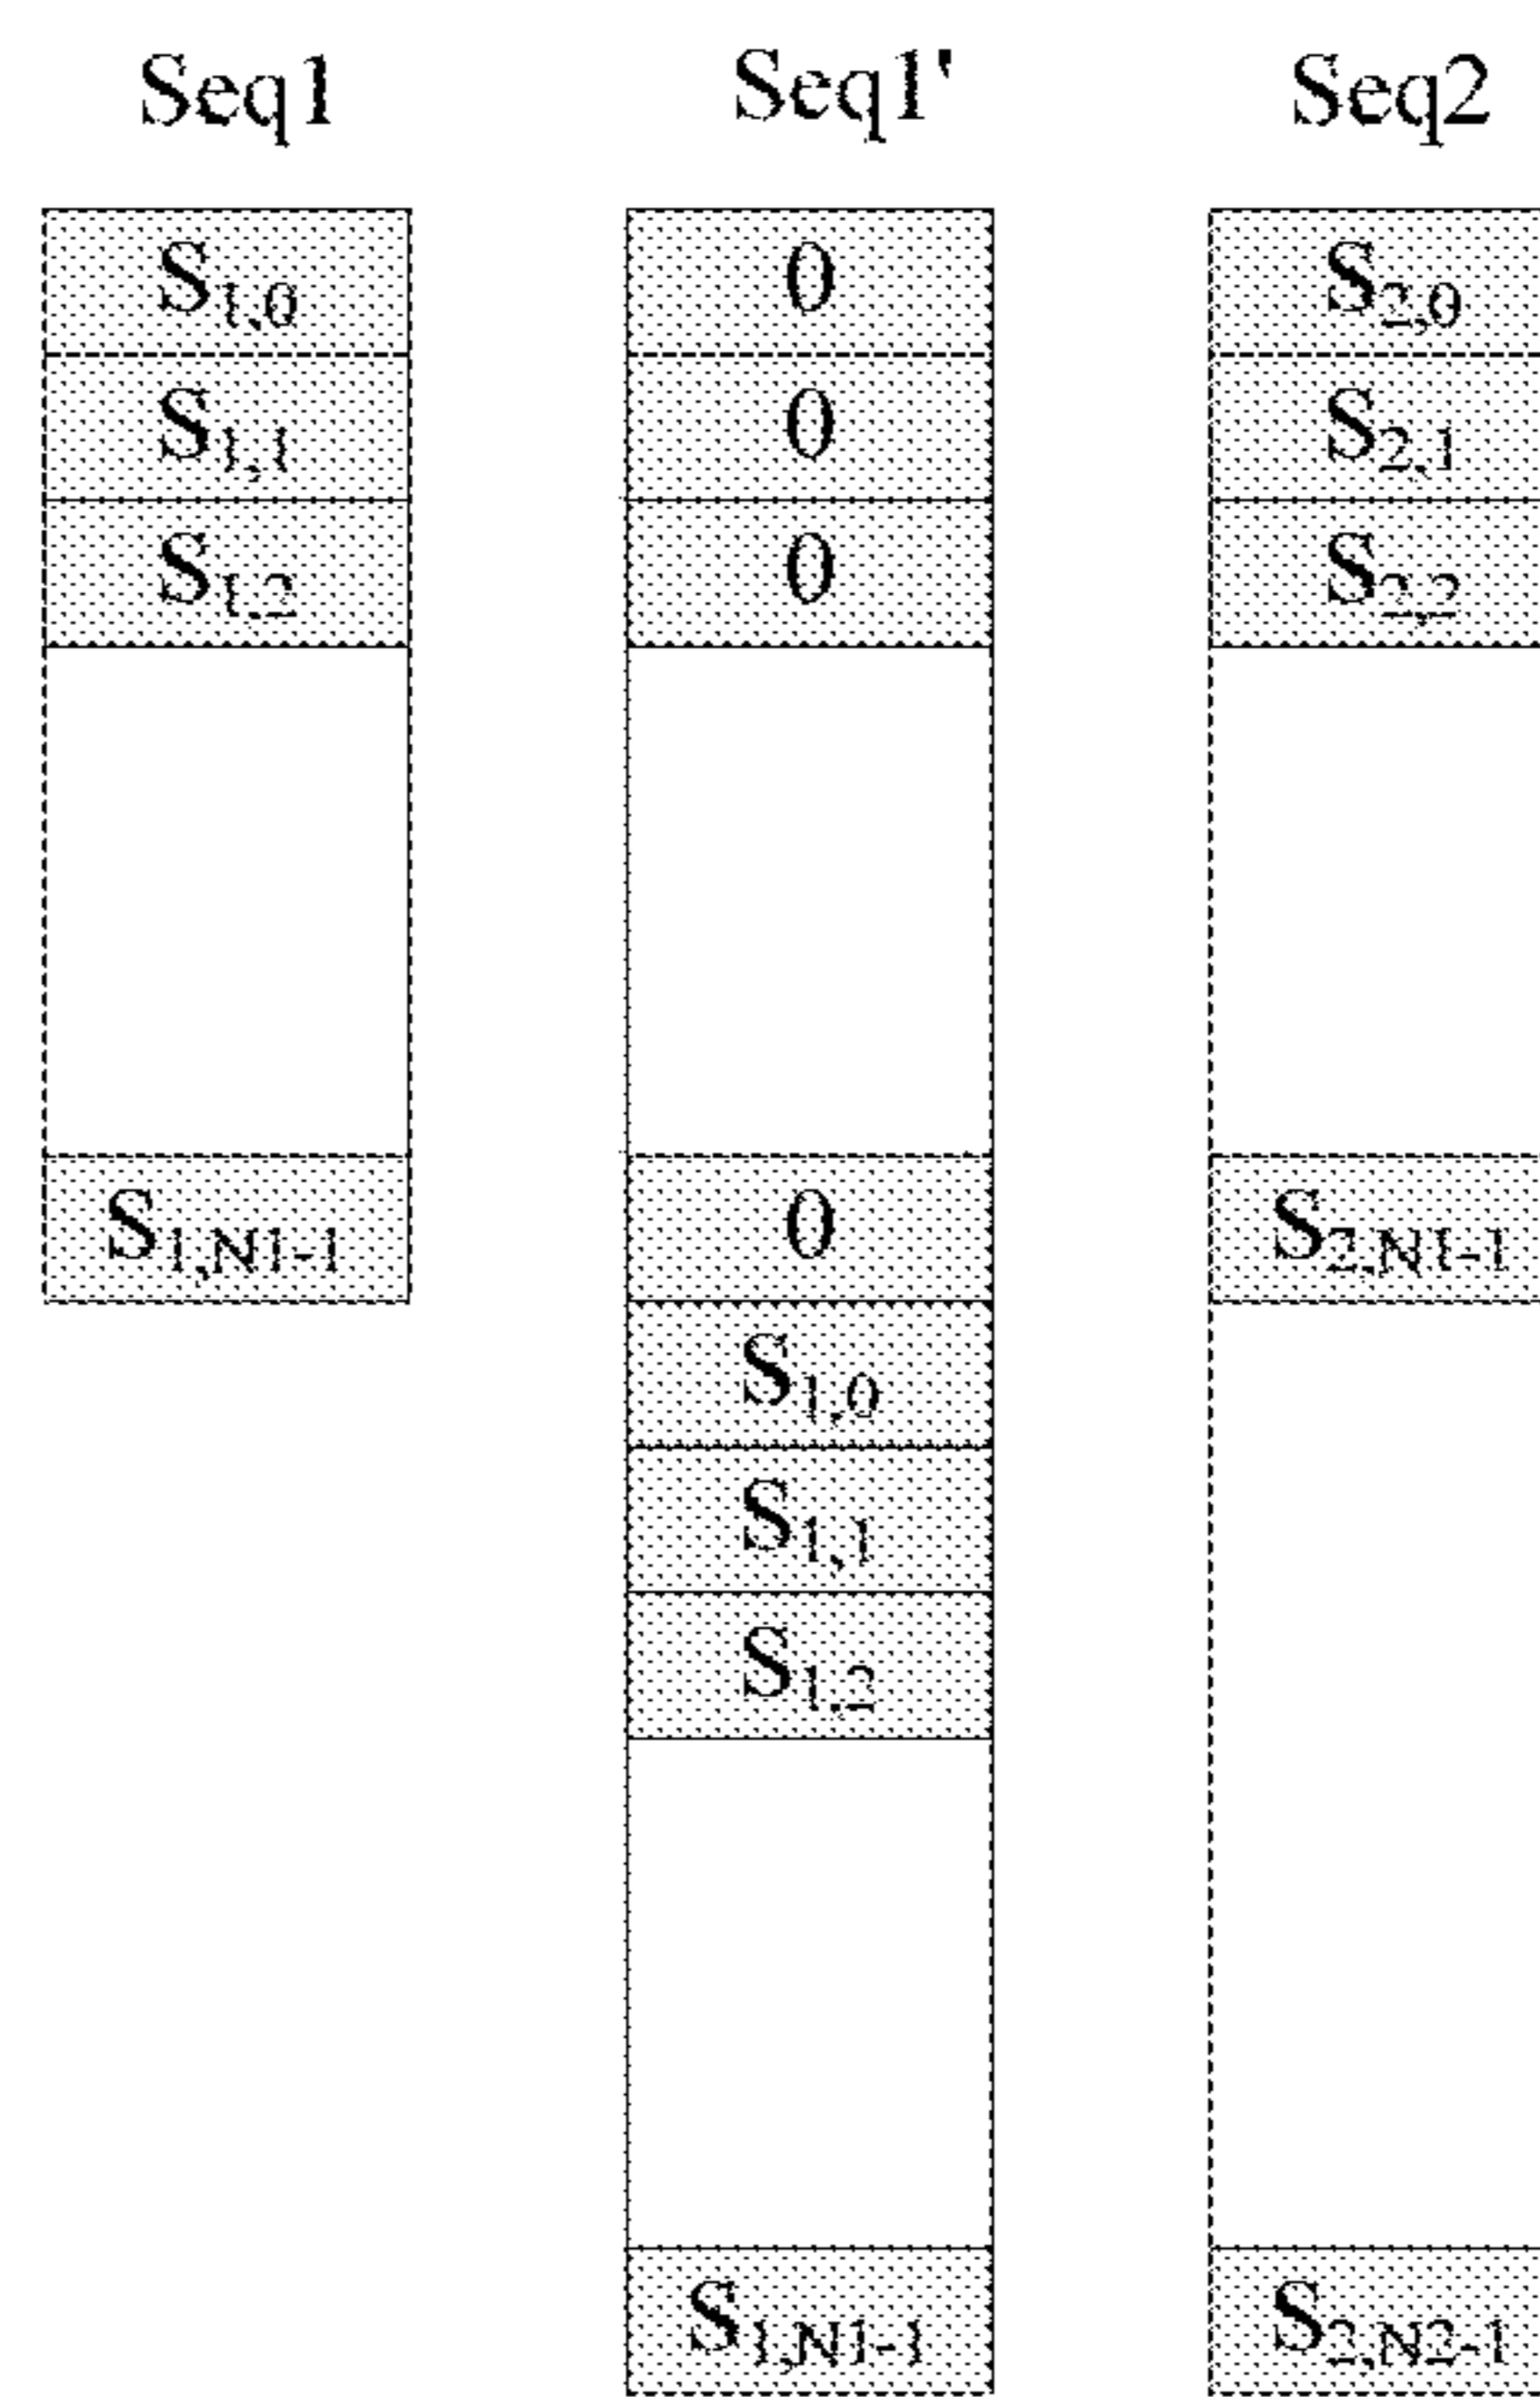 Seq1 Seq1' Seq2
S1,0 0 S2,0
S1,1 0 S2,1
S1,2 0 S2,2
S1,N1-1 0 S2,N1-1
S1,0
S1,1
S1,2
S1,N1-1 S2,N2-1